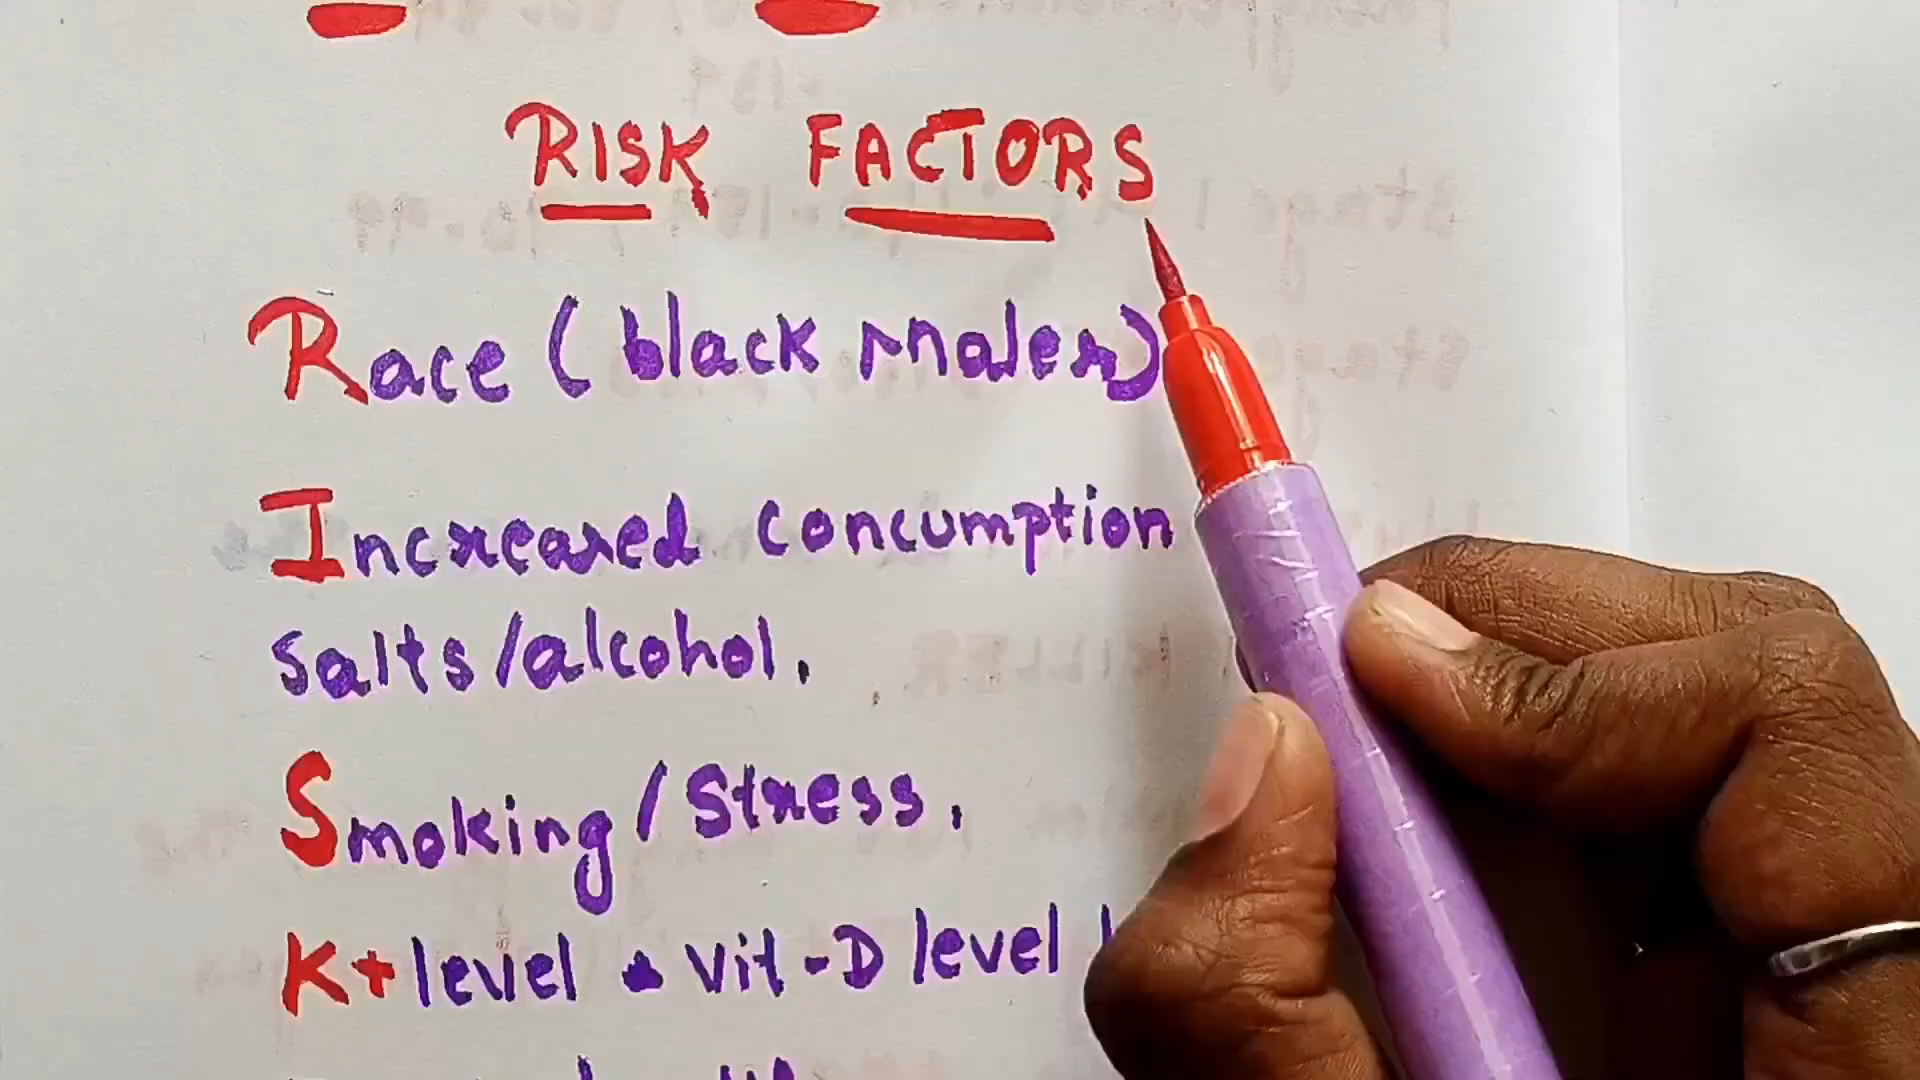 RISK FACTORS
Race (black males)
Increased concumption
salts/alcohol.
Smoking/stress.
K+ level & Vit-D level